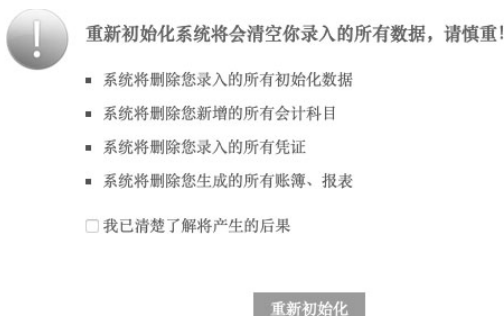 重新初始化系统将会清空你录入的所有数据，请慎重!
系统将删除您录入的所有初始化数据
系统将删除您新增的所有会计科目
系统将删除您录入的所有凭证
系统将删除您生成的所有账簿、报表
我已清楚了解将产生的后果
重新初始化